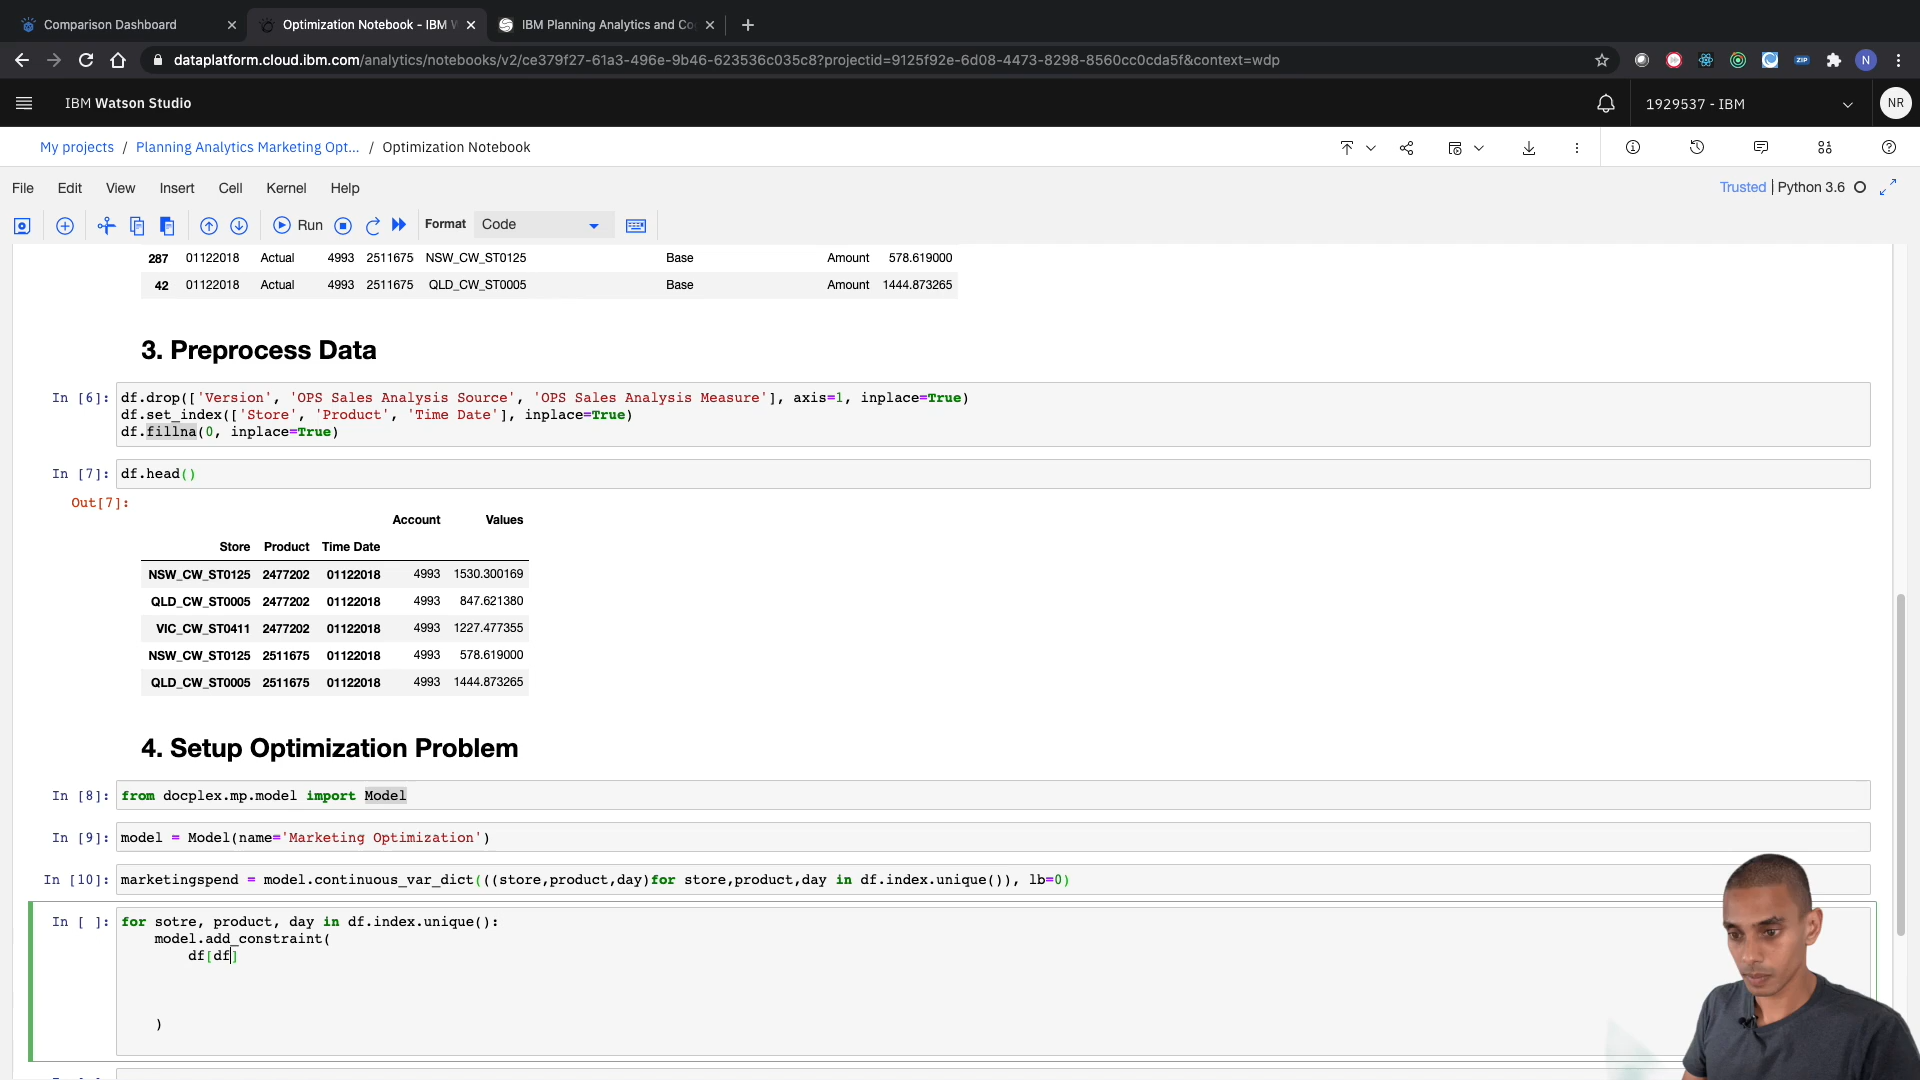 Comparison Dashboard
Optimization Notebook - IBM W
IBM Planning Analytics and Co
dataplatform.cloud.ibm.com/analytics/notebooks/v2/ce379f27-61a3-496e-9b46-623536c035c8?projectid=9125f92e-6d08-4473-8298-8560cc0cda5f&context=wdp
ZIP
N
IBM Watson Studio
1929537 - IBM
NR
My projects / Planning Analytics Marketing Opt... / Optimization Notebook
File Edit View Insert Cell Kernel Help
Trusted | Python 3.6
Run
Format
Code
287 01122018 Actual 4993 2511675 NSW_CW_ST0125 Base Amount 578.619000
42 01122018 Actual 4993 2511675 QLD_CW_ST0005 Base Amount 1444.873265
3. Preprocess Data
In [6]: df.drop(['Version', 'OPS Sales Analysis Source', 'OPS Sales Analysis Measure'], axis=1, inplace=True)
df.set_index(['Store', 'Product', 'Time Date'], inplace=True)
df.fillna(0, inplace=True)
In [7]: df.head()
Out[7]:
Account Values
Store Product Time Date
NSW_CW_ST0125 2477202 01122018 4993 1530.300169
QLD_CW_ST0005 2477202 01122018 4993 847.621380
VIC_CW_ST0411 2477202 01122018 4993 1227.477355
NSW_CW_ST0125 2511675 01122018 4993 578.619000
QLD_CW_ST0005 2511675 01122018 4993 1444.873265
4. Setup Optimization Problem
In [8]: from docplex.mp.model import Model
In [9]: model = Model(name='Marketing Optimization')
In [10]: marketingspend = model.continuous_var_dict(((store,product,day)for store,product,day in df.index.unique()), lb=0)
In [ ]: for sotre, product, day in df.index.unique():
model.add_constraint(
df[df]
)